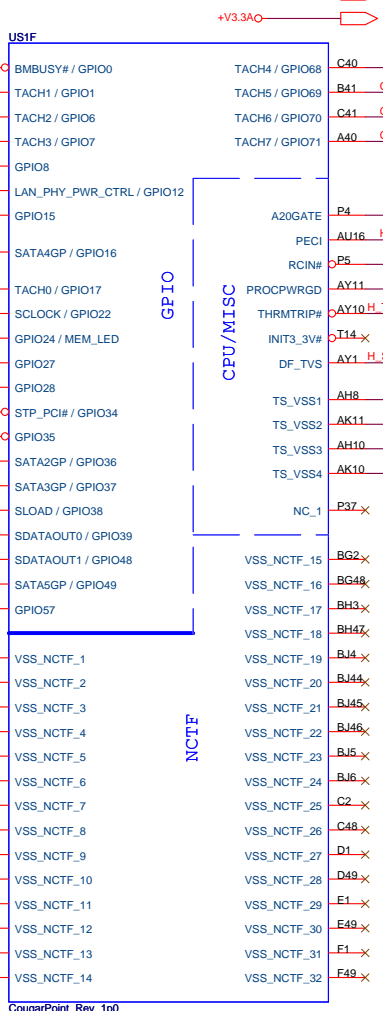 +V3.3A
US1F
BMBUSY# / GPIO0 TACH4 / GPIO68 C40
TACH1 / GPIO1 TACH5 / GPIO69 B41
TACH2 / GPIO6 TACH6 / GPIO70 C41
TACH3 / GPIO7 TACH7 / GPIO71 A40
GPIO8
LAN_PHY_PWR_CTRL / GPIO12
GPIO15 A20GATE P4
PECI AU16
SATA4GP / GPIO16 RCIN# P5
TACH0 / GPIO17 PROCPWRGD AY11
GPIO
CPU/MISC
SCLOCK / GPIO22 THRMTRIP# AY10
GPIO24 / MEM_LED INIT3_3V# T14
GPIO27 DF_TVS AY1
GPIO28 TS_VSS1 AH8
STP_PCI# / GPIO34 TS_VSS2 AK11
GPIO35 TS_VSS3 AH10
SATA2GP / GPIO36 TS_VSS4 AK10
SATA3GP / GPIO37
SLOAD / GPIO38 NC_1 P37
SDATAOUT0 / GPIO39
SDATAOUT1 / GPIO48 VSS_NCTF_15 BG2
SATA5GP / GPIO49 VSS_NCTF_16 BG48
GPIO57 VSS_NCTF_17 BH3
VSS_NCTF_18 BH47
VSS_NCTF_1 VSS_NCTF_19 BJ4
VSS_NCTF_2 VSS_NCTF_20 BJ44
VSS_NCTF_3 VSS_NCTF_21 BJ45
NCTF
VSS_NCTF_4 VSS_NCTF_22 BJ46
VSS_NCTF_5 VSS_NCTF_23 BJ5
VSS_NCTF_6 VSS_NCTF_24 BJ6
VSS_NCTF_7 VSS_NCTF_25 C2
VSS_NCTF_8 VSS_NCTF_26 C48
VSS_NCTF_9 VSS_NCTF_27 D1
VSS_NCTF_10 VSS_NCTF_28 D49
VSS_NCTF_11 VSS_NCTF_29 E1
VSS_NCTF_12 VSS_NCTF_30 E49
VSS_NCTF_13 VSS_NCTF_31 F1
VSS_NCTF_14 VSS_NCTF_32 F49
CougarPoint_Rev_1p0